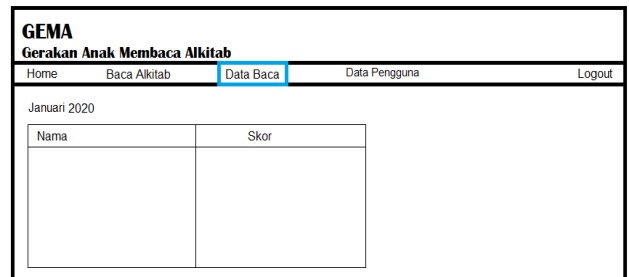 GEMA
Gerakan Anak Membaca Alkitab
Home Baca Alkitab Data Baca Data Pengguna Logout
Januari 2020
Nama Skor